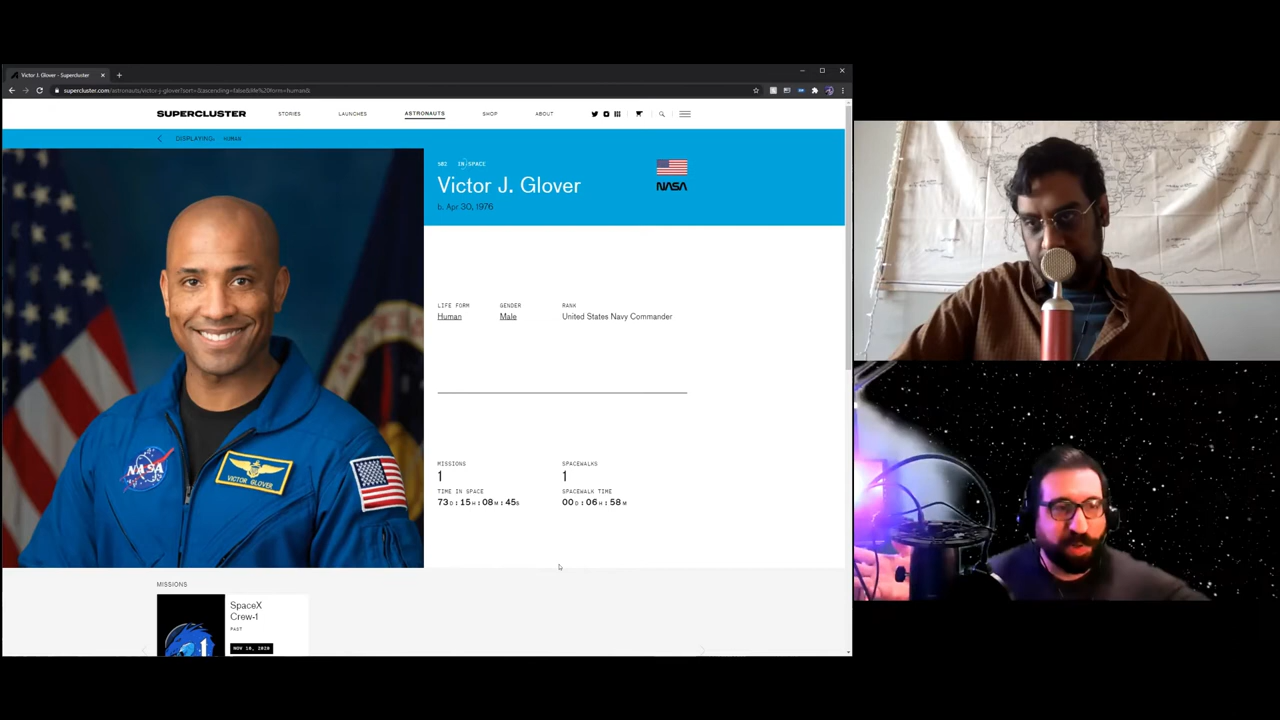 Victor J. Glover - Supercluster
supercluster.com/astronauts/victor-j-glover?sort=&ascending=false&life%20form=human&
SUPERCLUSTER
STORIES
LAUNCHES
ASTRONAUTS
SHOP
ABOUT
DISPLAYING: HUMAN
582 IN SPACE
Victor J. Glover
b. Apr 30, 1976
NASA
LIFE FORM
Human
GENDER
Male
RANK
United States Navy Commander
NASA
VICTOR GLOVER
MISSIONS
1
SPACEWALKS
1
TIME IN SPACE
73D:15H:08M:45S
SPACEWALK TIME
00D:06H:58M
MISSIONS
SpaceX
Crew-1
PAST
NOV 16, 2020